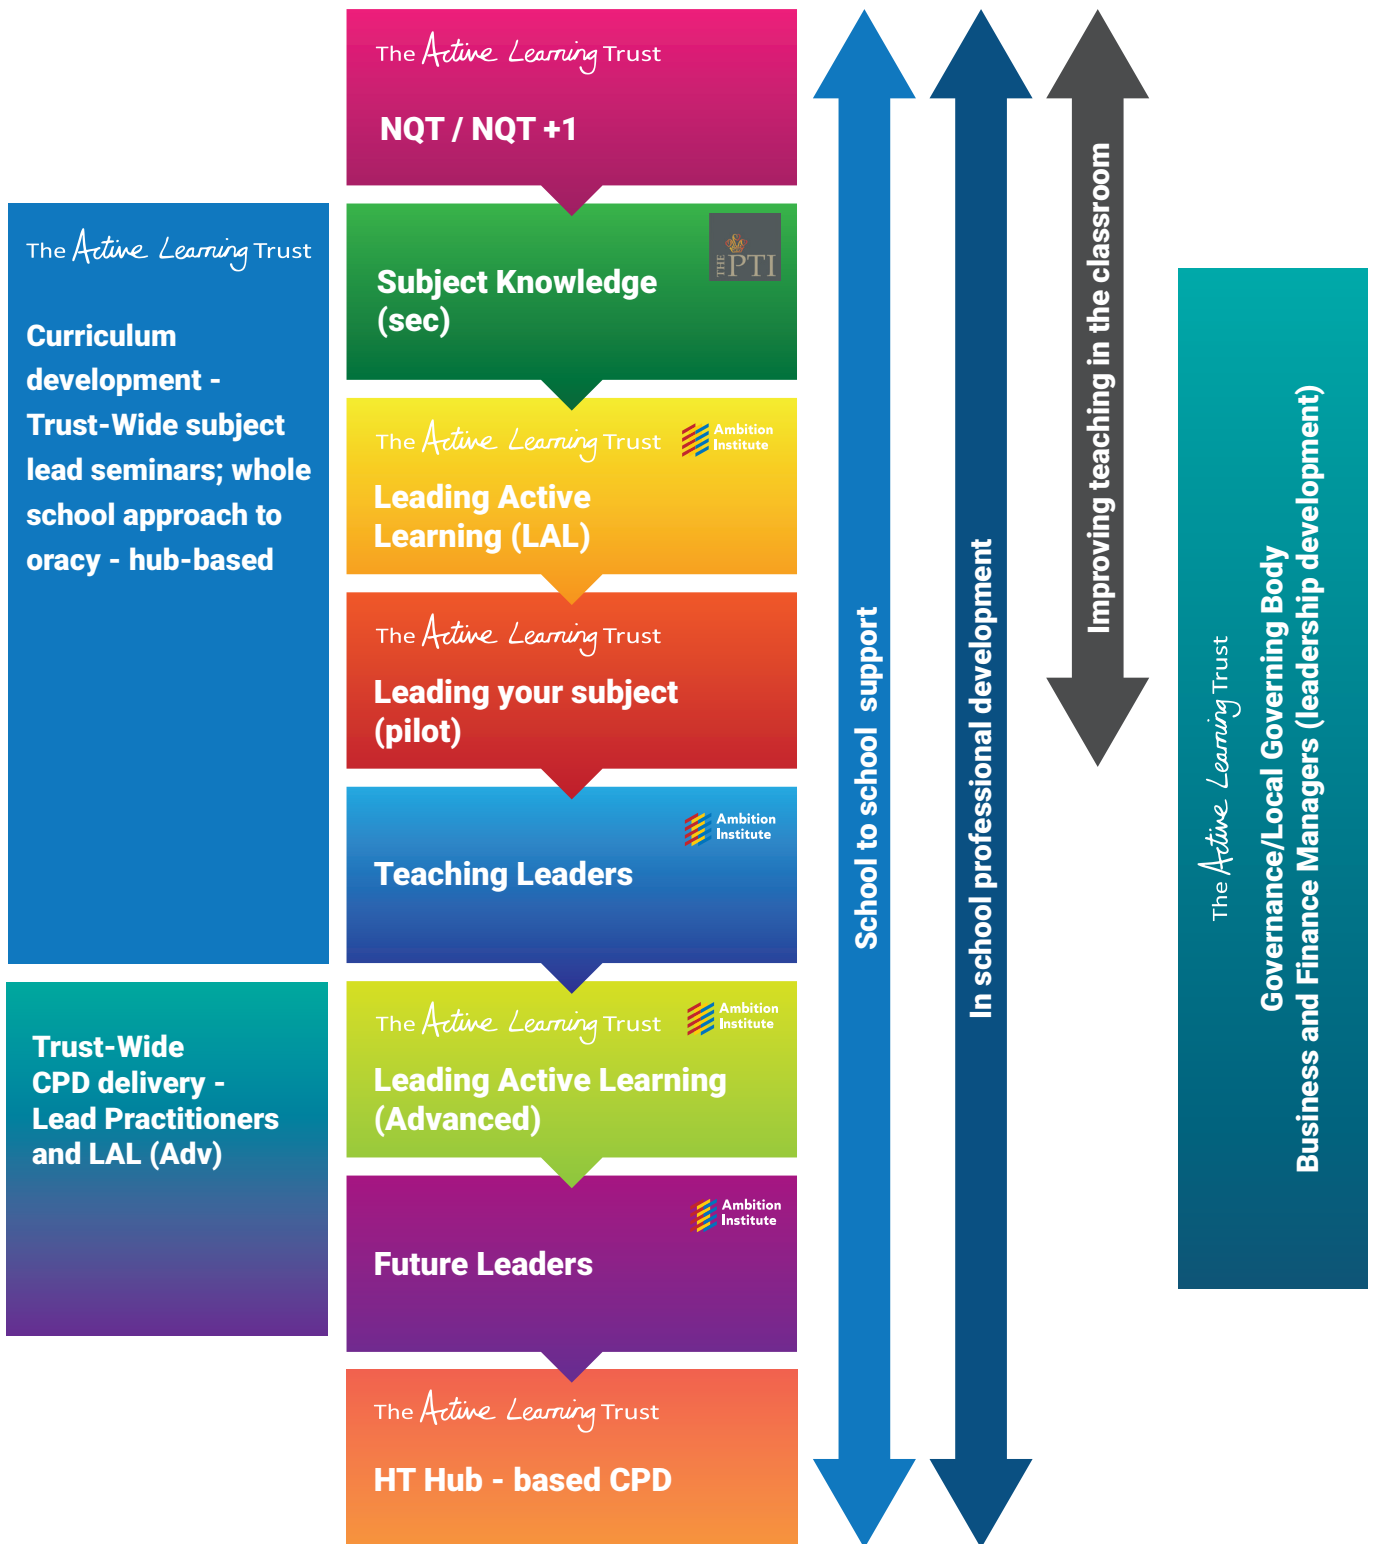 The Active Learning Trust
NQT / NQT +1
The Active Learning Trust
Curriculum
development -
Trust-Wide subject
lead seminars; whole
school approach to
oracy - hub-based
THE PTI
Subject Knowledge
(sec)
The Active Learning Trust
Ambition
Institute
Leading Active
Learning (LAL)
The Active Learning Trust
Leading your subject
(pilot)
Ambition
Institute
Teaching Leaders
Trust-Wide
CPD delivery -
Lead Practitioners
and LAL (Adv)
The Active Learning Trust
Ambition
Institute
Leading Active Learning
(Advanced)
Ambition
Institute
Future Leaders
The Active Learning Trust
HT Hub - based CPD
School to school support
In school professional development
Improving teaching in the classroom
The Active Learning Trust
Governance/Local Governing Body
Business and Finance Managers (leadership development)